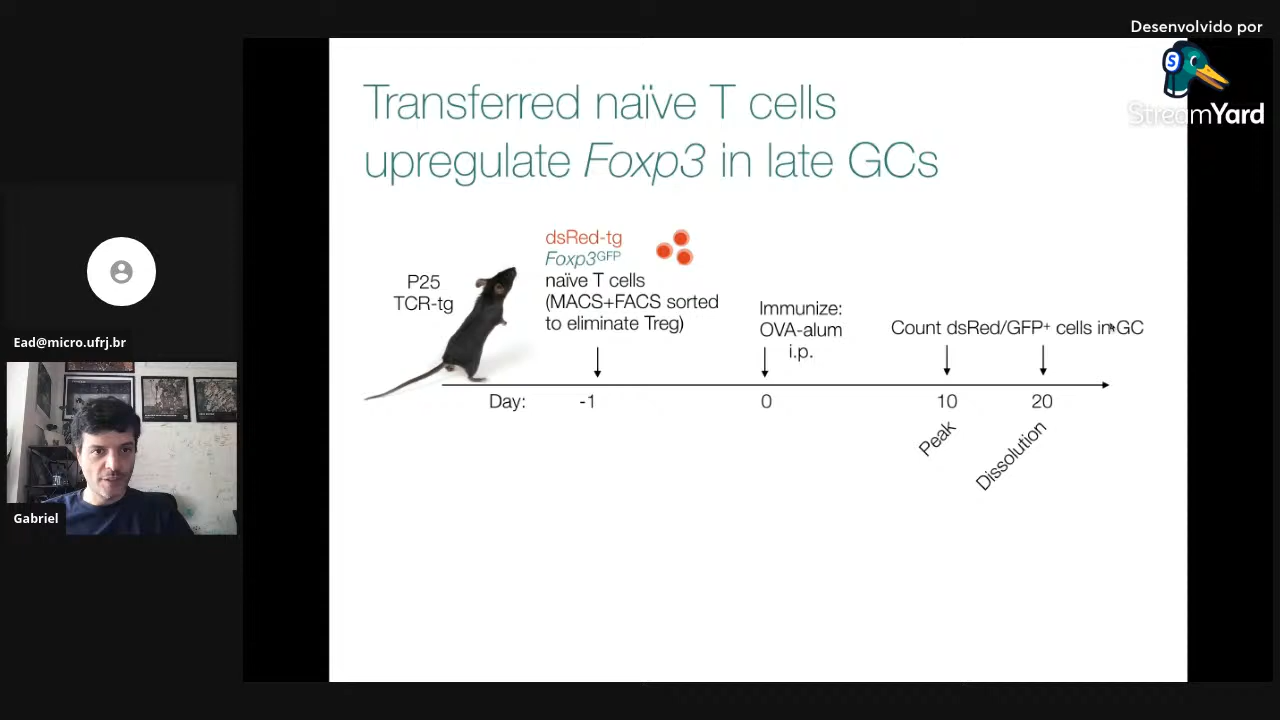 Desenvolvido por
StreamYard
Transferred naïve T cells
upregulate Foxp3 in late GCs
dsRed-tg
Foxp3GFP
naïve T cells
(MACS+FACS sorted
to eliminate Treg)
P25
TCR-tg
Immunize:
OVA-alum
i.p.
Count dsRed/GFP+ cells in GC
Day:
-1
0
10
20
Peak
Dissolution
Ead@micro.ufrj.br
Gabriel